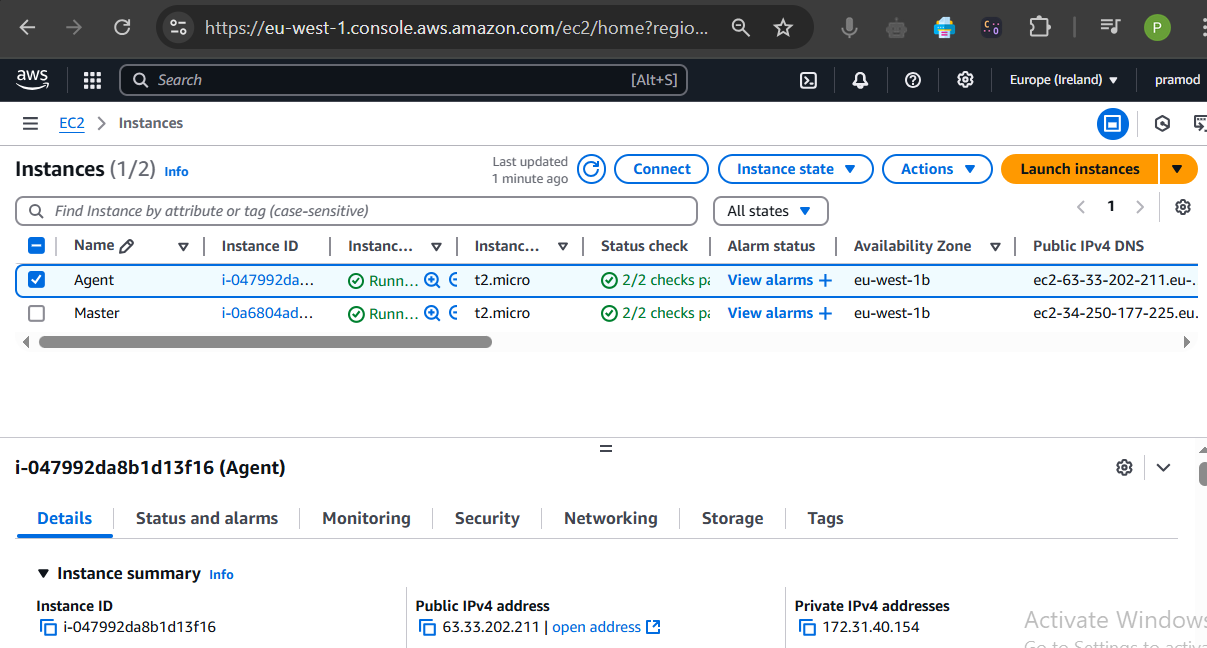 https://eu-west-1.console.aws.amazon.com/ec2/home?regio...
P
aws
Search [Alt+S] Europe (Ireland) pramod
EC2 Instances
Instances (1/2) Info Last updated 1 minute ago Connect Instance state Actions Launch instances
Find Instance by attribute or tag (case-sensitive) All states 1
Name Instance ID Instanc... Instanc... Status check Alarm status Availability Zone Public IPv4 DNS
Agent i-047992da... Runn... t2.micro 2/2 checks pa View alarms + eu-west-1b ec2-63-33-202-211.eu-...
Master i-0a6804ad... Runn... t2.micro 2/2 checks pa View alarms + eu-west-1b ec2-34-250-177-225.eu.
i-047992da8b1d13f16 (Agent)
Details Status and alarms Monitoring Security Networking Storage Tags
Instance summary Info
Instance ID Public IPv4 address Private IPv4 addresses
i-047992da8b1d13f16 63.33.202.211 | open address 172.31.40.154
Activate Windows
Go to Settings to activa